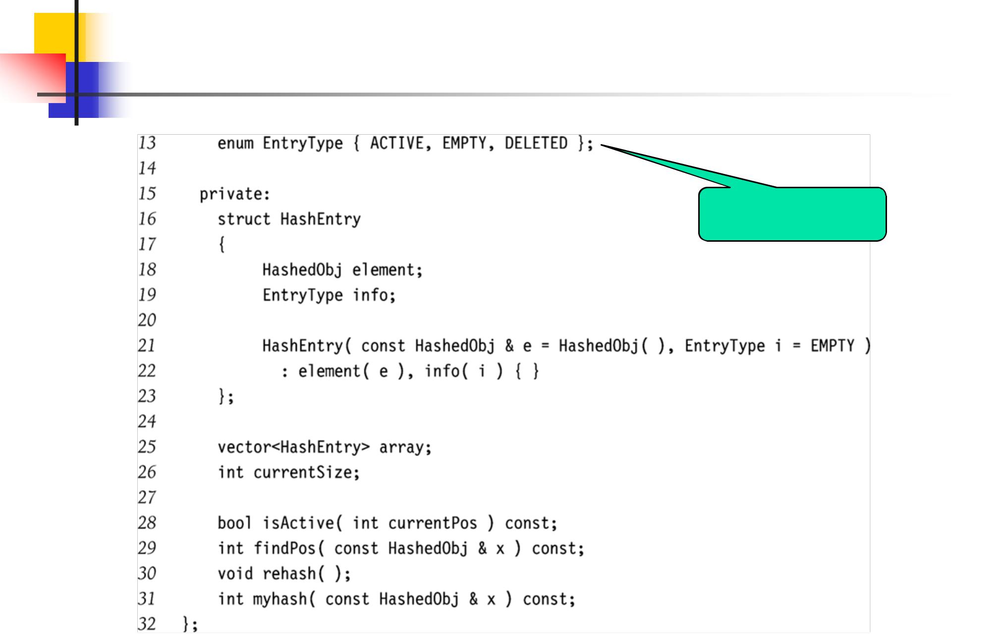 13 enum EntryType { ACTIVE, EMPTY, DELETED };
14
15 private:
16 struct HashEntry
17 {
18 HashedObj element;
19 EntryType info;
20
21 HashEntry( const HashedObj & e = HashedObj( ), EntryType i = EMPTY )
22 : element( e ), info( i ) { }
23 };
24
25 vector<HashEntry> array;
26 int currentSize;
27
28 bool isActive( int currentPos ) const;
29 int findPos( const HashedObj & x ) const;
30 void rehash( );
31 int myhash( const HashedObj & x ) const;
32 };